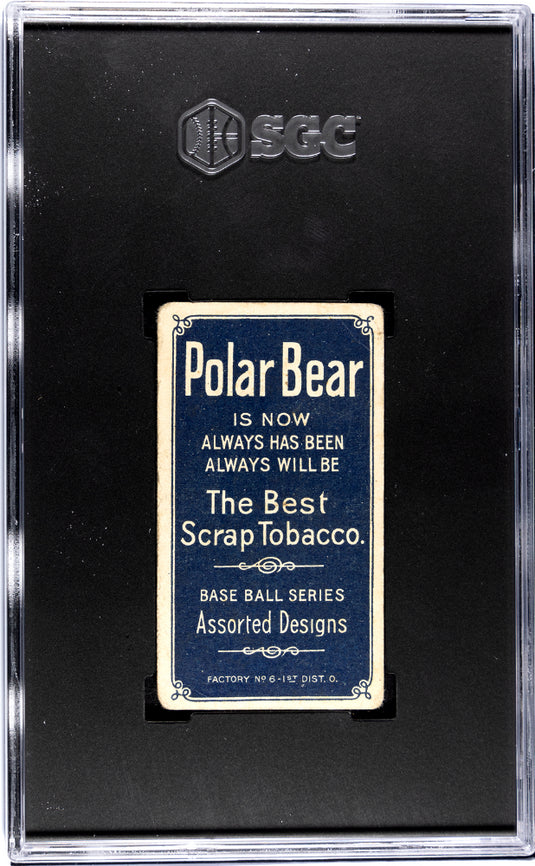 SGC
Polar Bear
IS NOW
ALWAYS HAS BEEN
ALWAYS WILL BE
The Best
Scrap Tobacco.
BASE BALL SERIES
Assorted Designs
FACTORY Nº 6-1ST DIST. O.